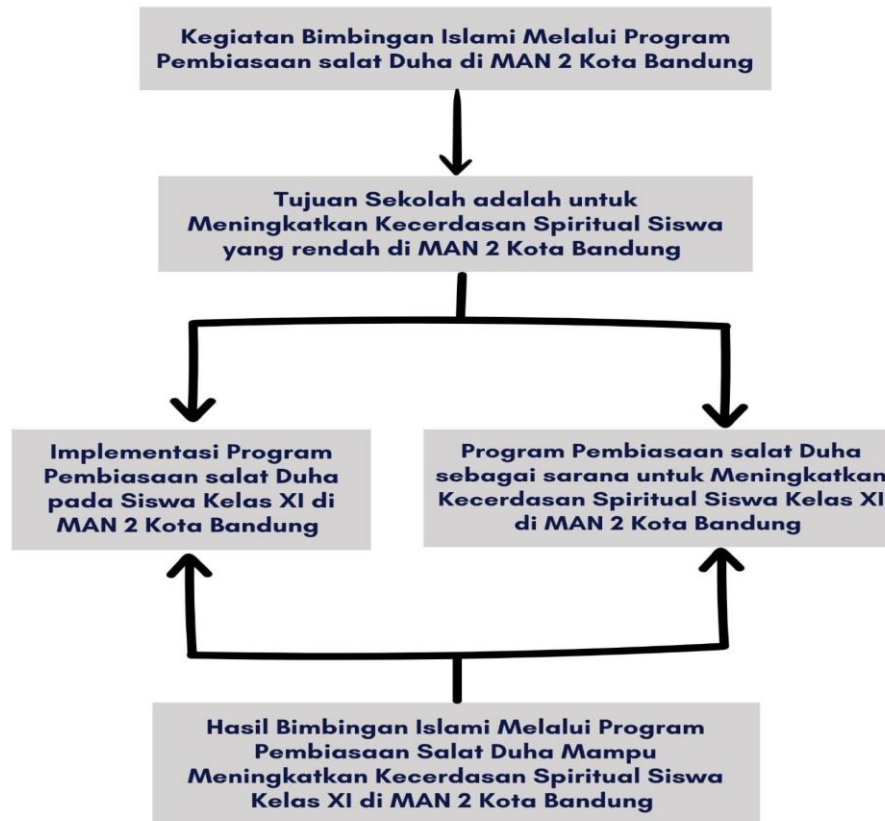 Kegiatan Bimbingan Islami Melalui Program
Pembiasaan salat Duha di MAN 2 Kota Bandung
Tujuan Sekolah adalah untuk
Meningkatkan Kecerdasan Spiritual Siswa
yang rendah di MAN 2 Kota Bandung
Implementasi Program
Pembiasaan salat Duha
pada Siswa Kelas XI di
MAN 2 Kota Bandung
Program Pembiasaan salat Duha
sebagai sarana untuk Meningkatkan
Kecerdasan Spiritual Siswa Kelas XI
di MAN 2 Kota Bandung
Hasil Bimbingan Islami Melalui Program
Pembiasaan Salat Duha Mampu
Meningkatkan Kecerdasan Spiritual Siswa
Kelas XI di MAN 2 Kota Bandung